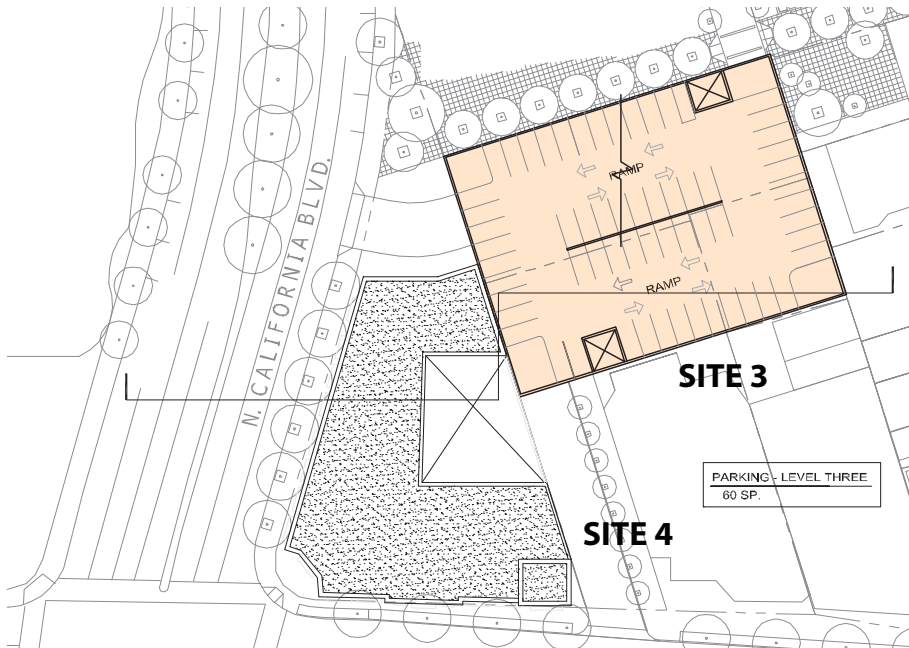 RAMP
N. CALIFORNIA BLVD.
RAMP
SITE 3
PARKING - LEVEL THREE
60 SP.
SITE 4